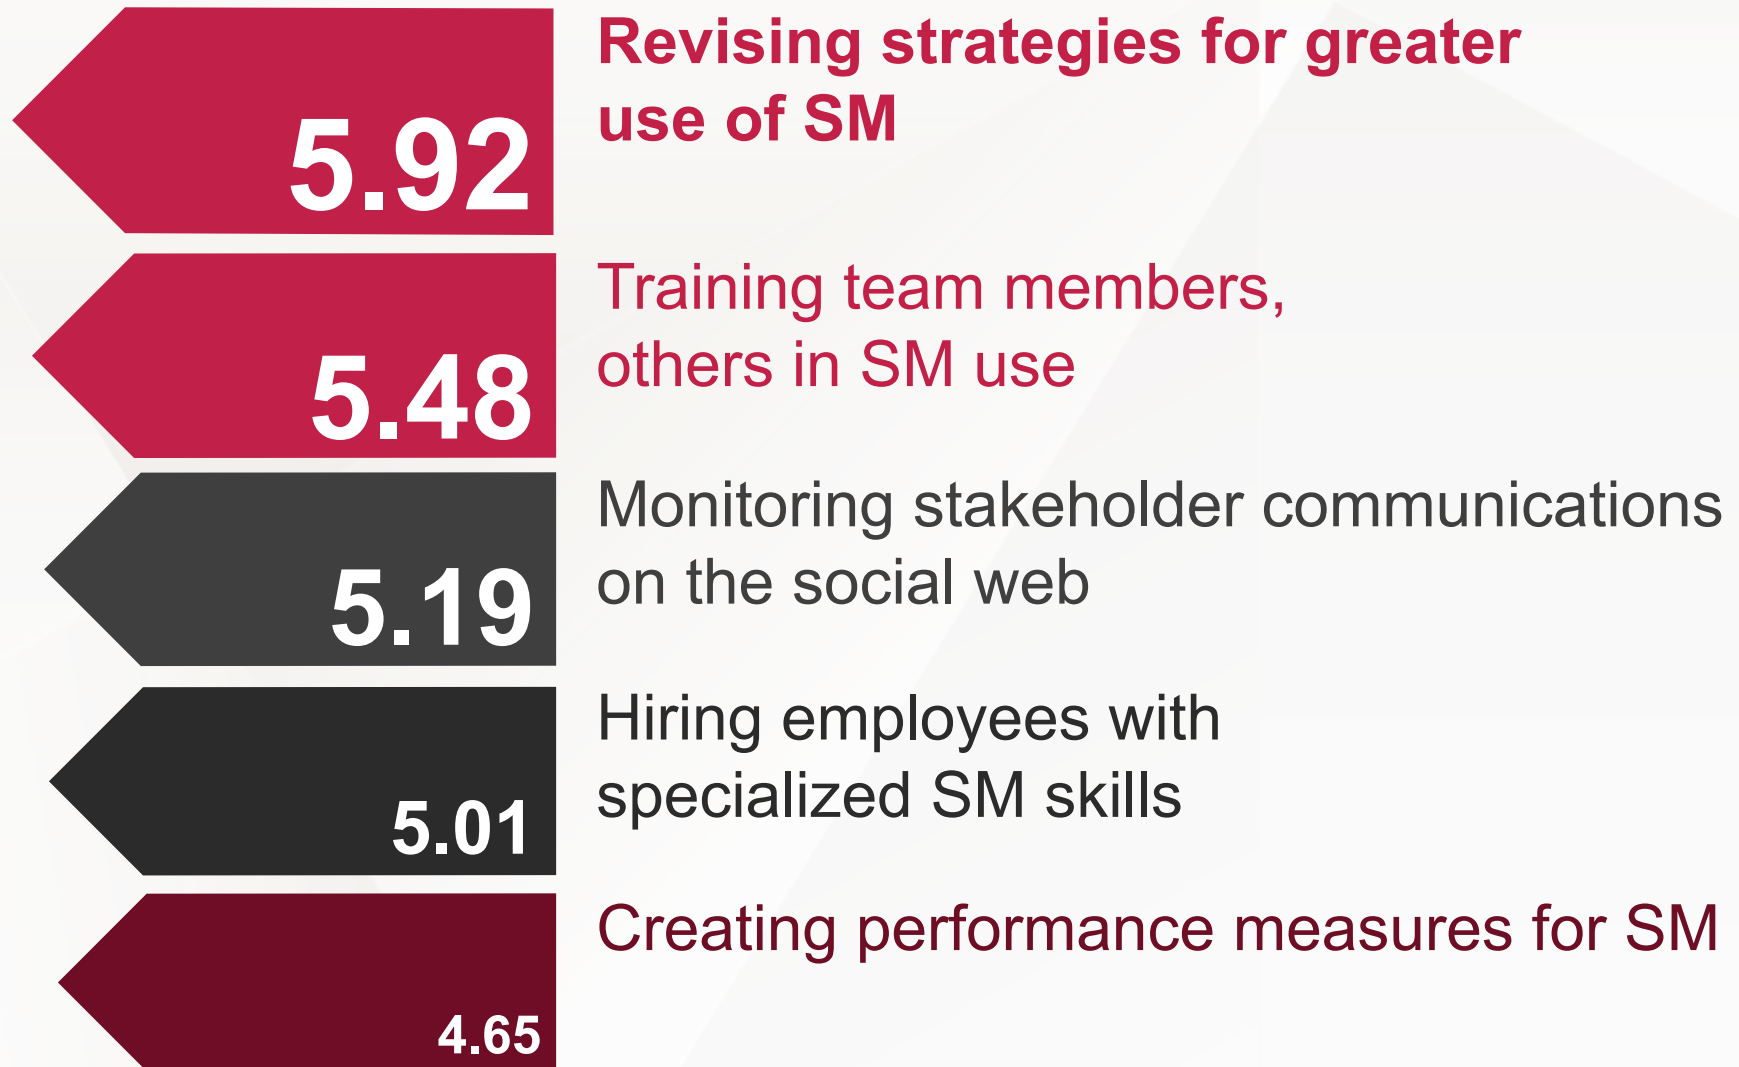 5.92
Revising strategies for greater
use of SM
5.48
Training team members,
others in SM use
5.19
Monitoring stakeholder communications
on the social web
5.01
Hiring employees with
specialized SM skills
4.65
Creating performance measures for SM